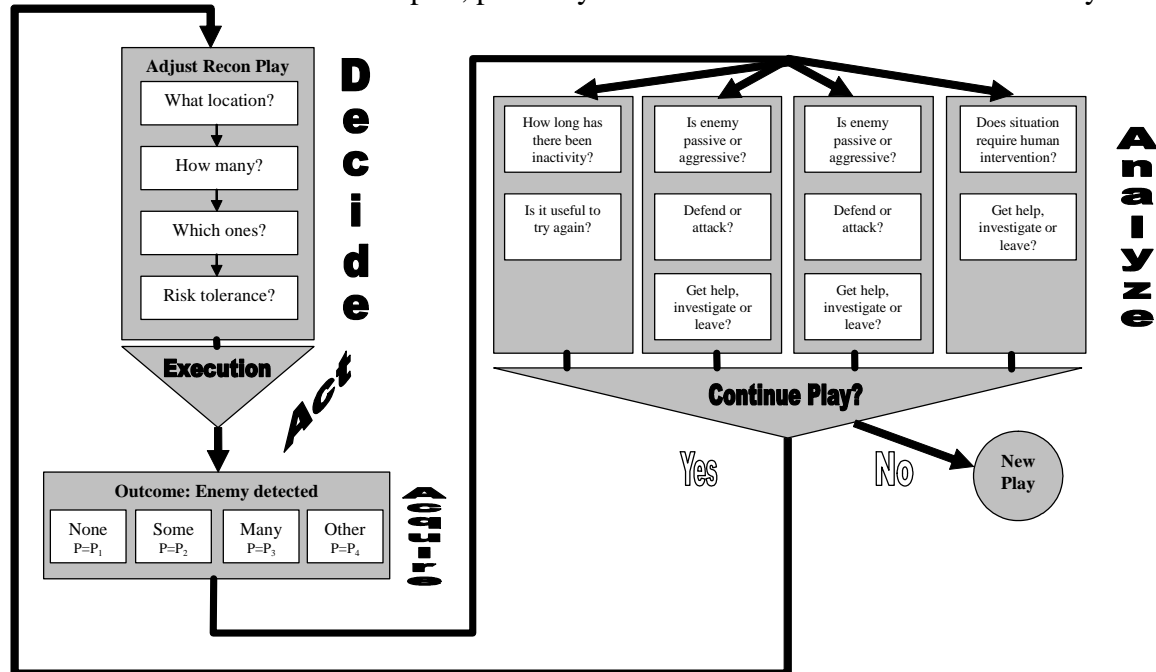 Adjust Recon Play
What location?
How many?
Which ones?
Risk tolerance?
Decide
Execution
Act
Outcome: Enemy detected
None
P=P₁
Some
P=P₂
Many
P=P₃
Other
P=P₄
Acquire
How long has
there been
inactivity?
Is it useful to
try again?
Is enemy
passive or
aggressive?
Defend or
attack?
Get help,
investigate or
leave?
Is enemy
passive or
aggressive?
Defend or
attack?
Get help,
investigate or
leave?
Does situation
require human
intervention?
Get help,
investigate or
leave?
Analyze
Continue Play?
Yes
No
New
Play